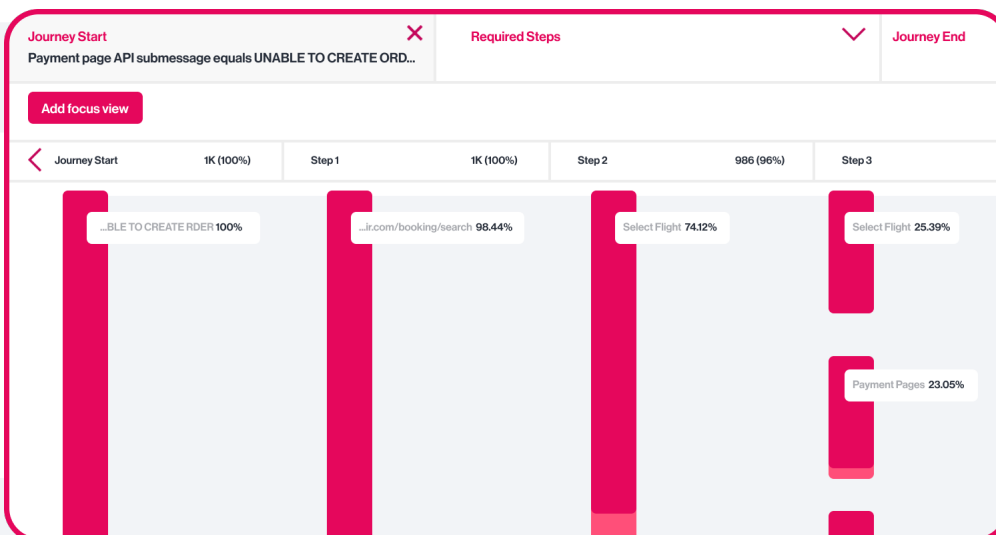 Journey Start
Payment page API submessage equals UNABLE TO CREATE ORD...
Required Steps
Journey End
Add focus view
Journey Start 1K (100%)
Step 1 1K (100%)
Step 2 986 (96%)
Step 3
...BLE TO CREATE RDER 100%
...ir.com/booking/search 98.44%
Select Flight 74.12%
Select Flight 25.39%
Payment Pages 23.05%